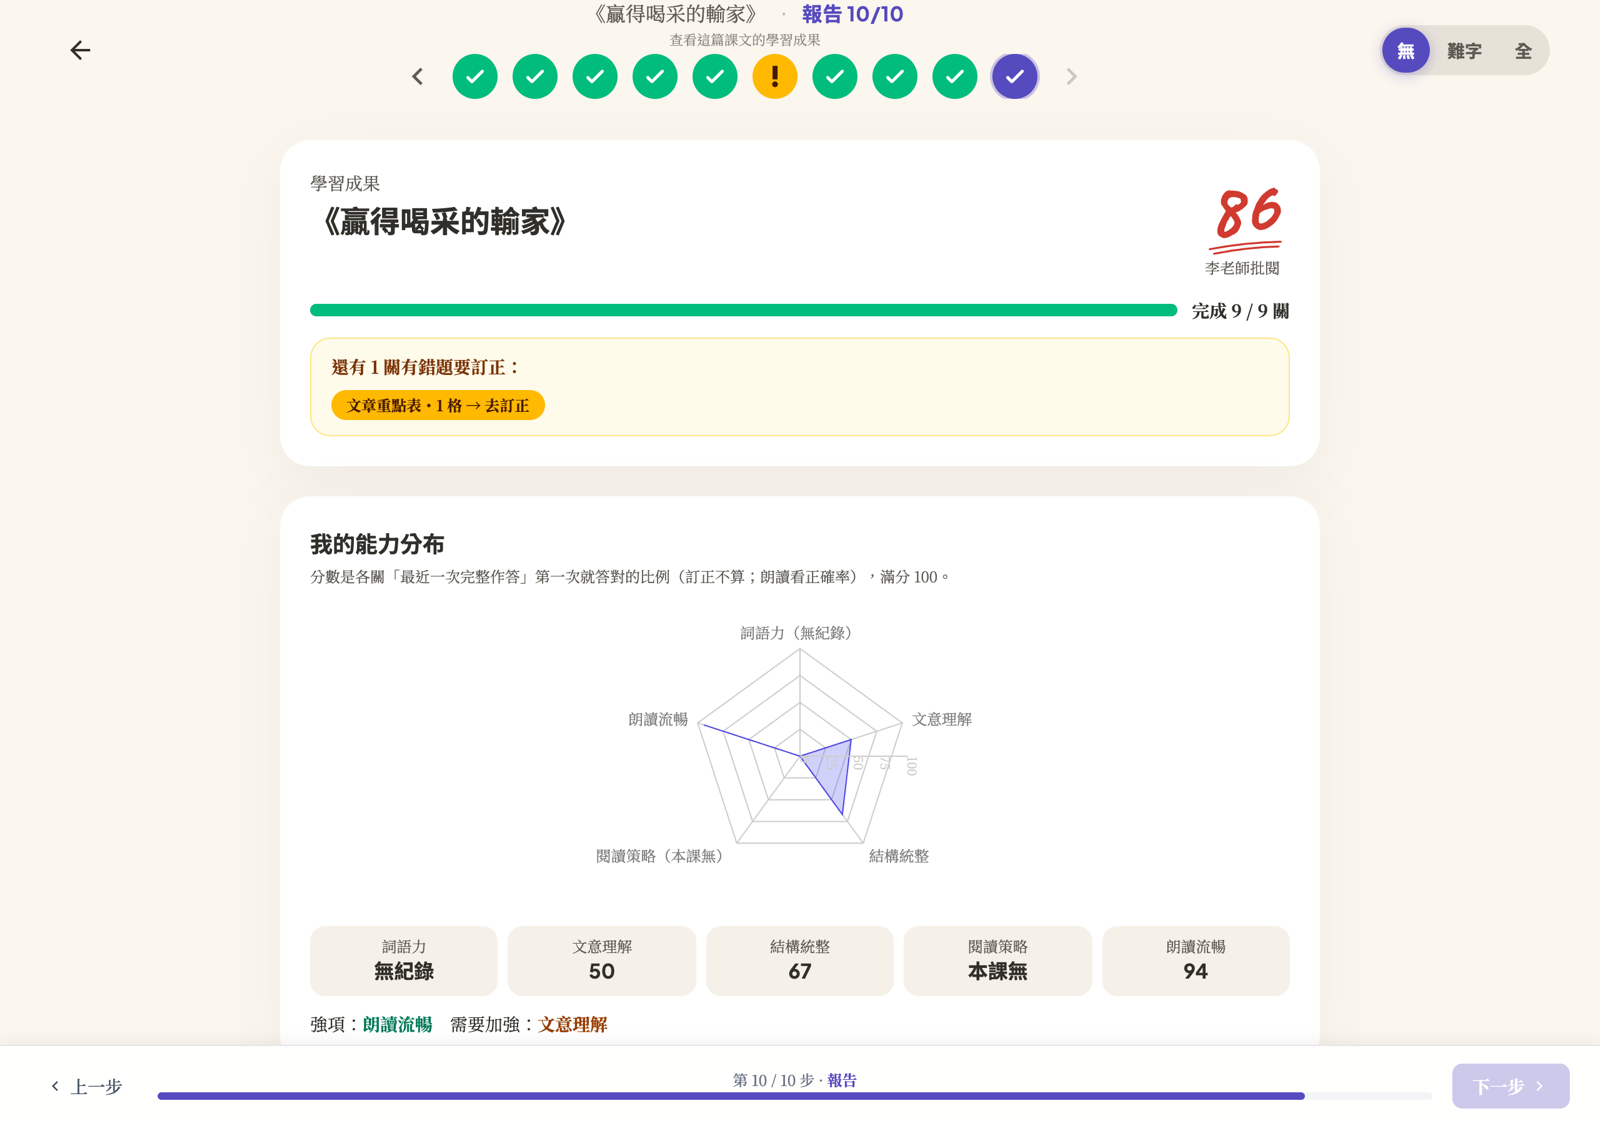 《贏得喝采的輸家》 · 報告 10/10
查看這篇課文的學習成果
無 難字 全
學習成果
《贏得喝采的輸家》
86
李老師批閱
完成 9 / 9 關
還有 1 關有錯題要訂正：
文章重點表・1 格 → 去訂正
我的能力分布
分數是各關「最近一次完整作答」第一次就答對的比例（訂正不算；朗讀看正確率），滿分 100。
詞語力（無紀錄）
朗讀流暢
文意理解
25 50 75 100
閱讀策略（本課無）
結構統整
詞語力
無紀錄
文意理解
50
結構統整
67
閱讀策略
本課無
朗讀流暢
94
強項：朗讀流暢 需要加強：文意理解
上一步
第 10 / 10 步 · 報告
下一步